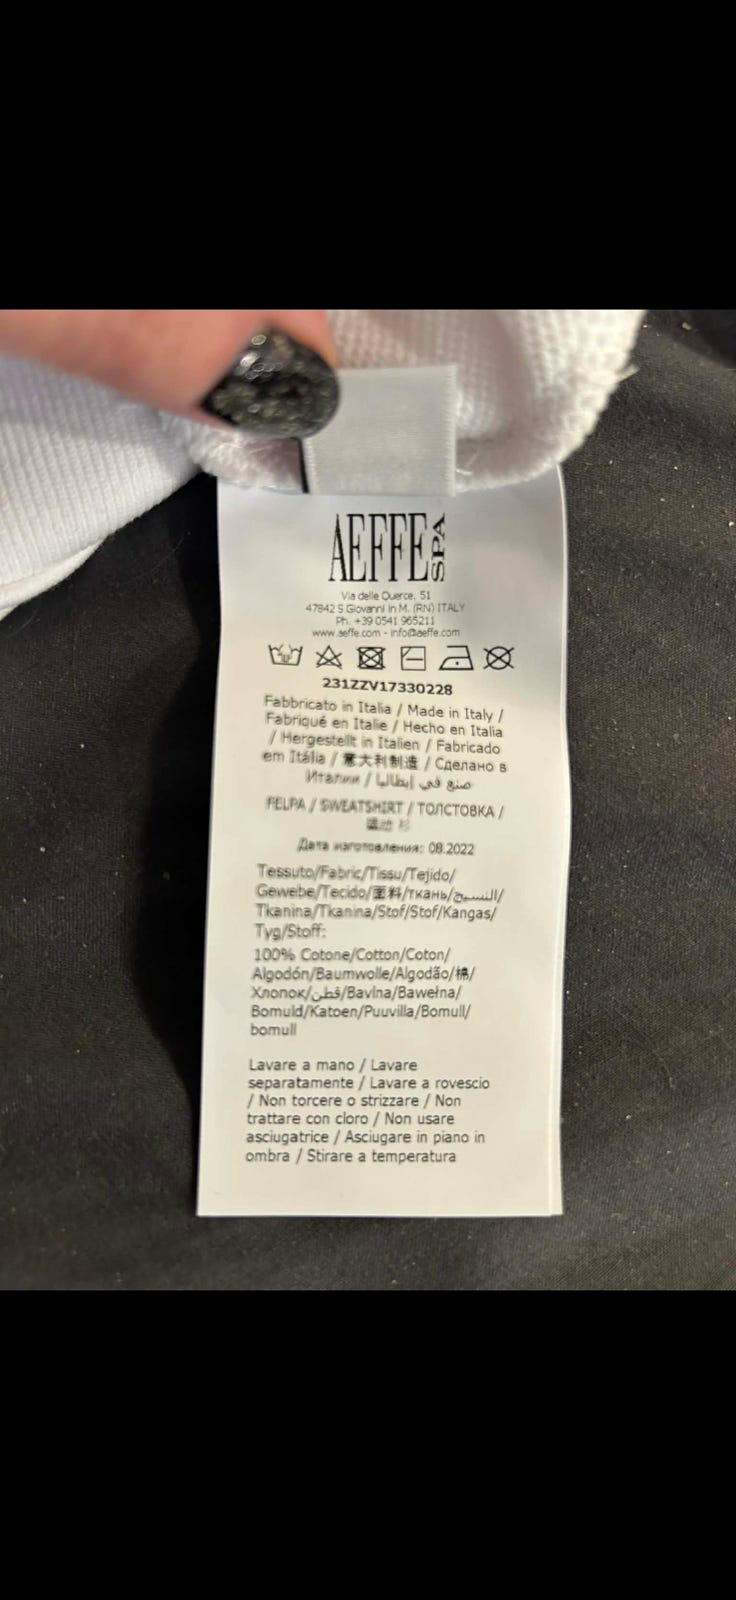 AEFFE SPA
Via delle Querce, 51
47842 S.Giovanni in M. (RN) ITALY
Ph. +39 0541 965211
www.aeffe.com - info@aeffe.com
231ZZV17330228
Fabbricato in Italia / Made in Italy /
Fabriqué en Italie / Hecho en Italia
/ Hergestellt in Italien / Fabricado
em Itália / 意大利制造 / Сделано в
Италии / صنع في إيطاليا
FELPA / SWEATSHIRT / ТОЛСТОВКА /
运动 衫
Дата изготовления: 08.2022
Tessuto/Fabric/Tissu/Tejido/
Gewebe/Tecido/面料/ткань/النسيج/
Tkanina/Tkanina/Stof/Stof/Kangas/
Tyg/Stoff:
100% Cotone/Cotton/Coton/
Algodón/Baumwolle/Algodão/棉/
Хлопок/قطن/Bavlna/Bawełna/
Bomuld/Katoen/Puuvilla/Bomull/
bomull
Lavare a mano / Lavare
separatamente / Lavare a rovescio
/ Non torcere o strizzare / Non
trattare con cloro / Non usare
asciugatrice / Asciugare in piano in
ombra / Stirare a temperatura